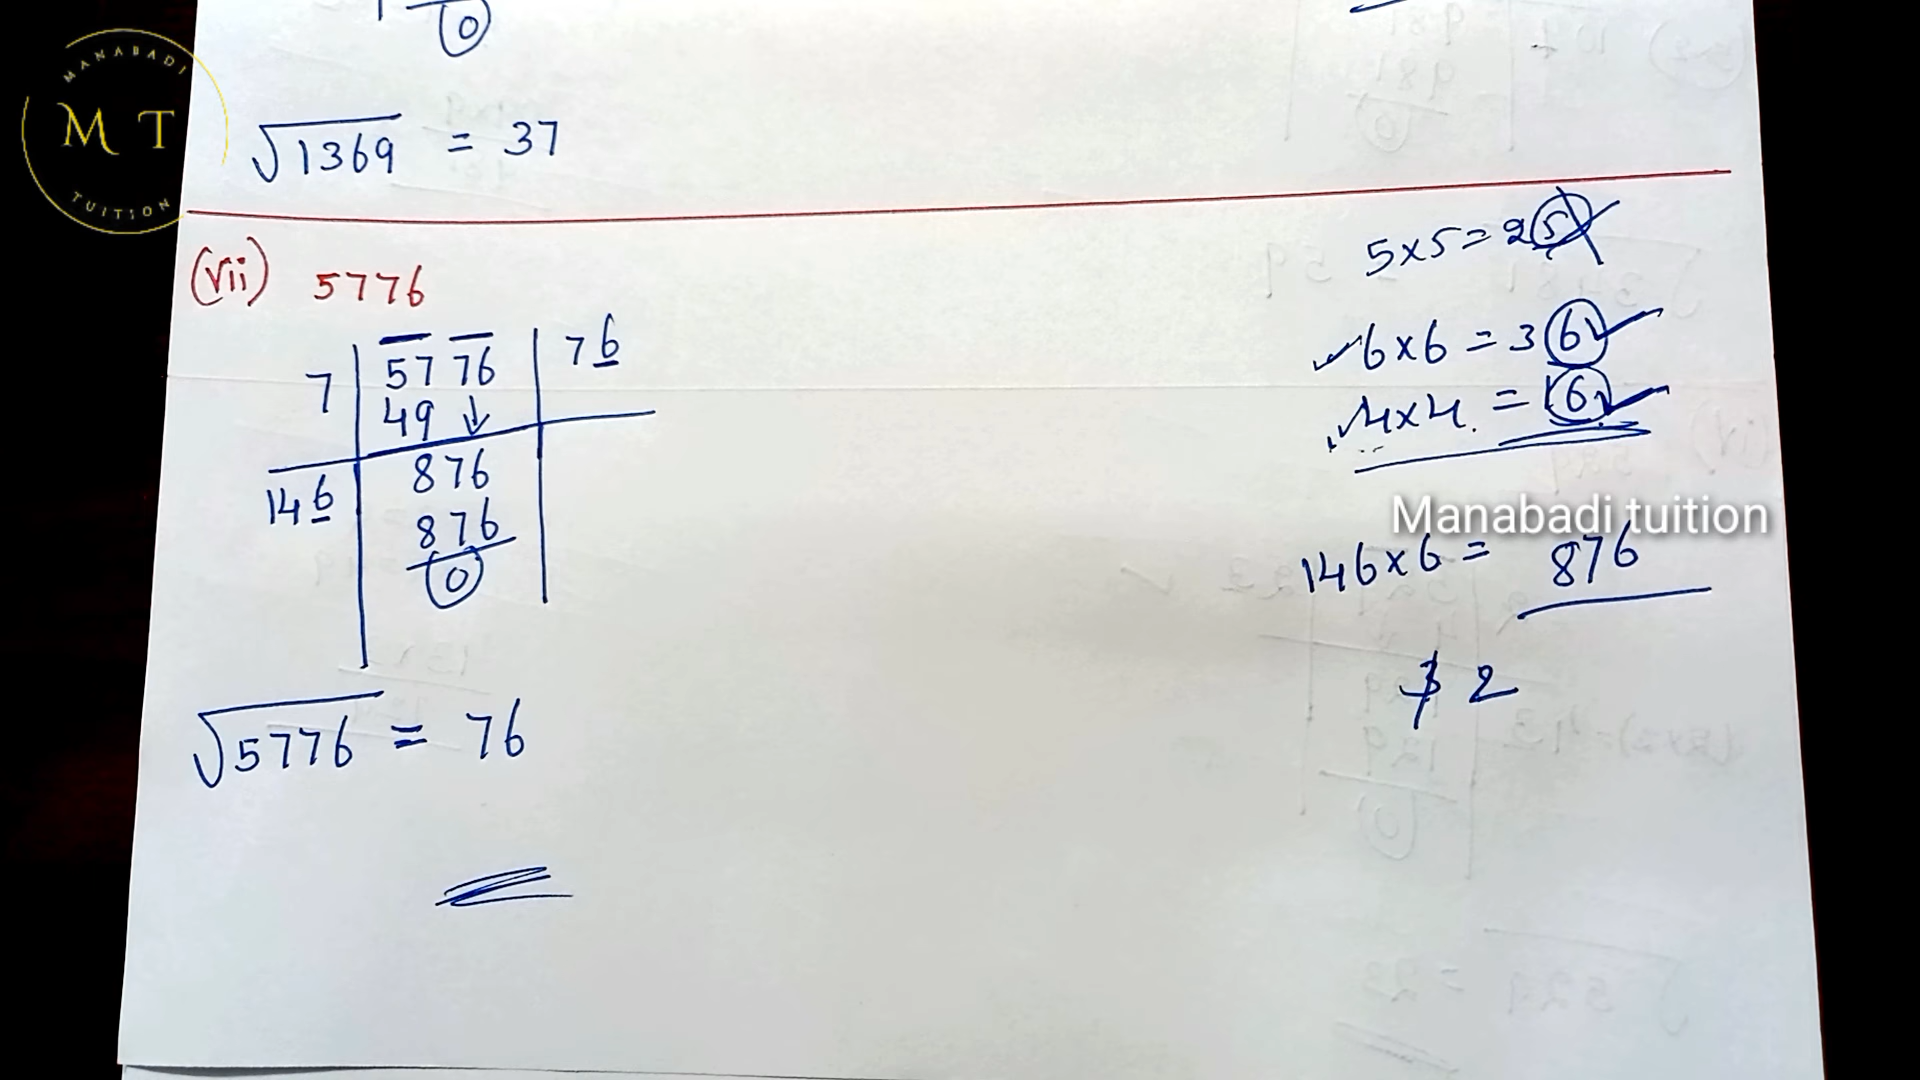 MANABADI
M T
TUITION
0
√1369 = 37
(vii) 5776
7 | 57 76 | 76
49 ↓
146 | 876
876
0
√5776 = 76
5x5=25
6x6=36
4x4=16
Manabadi tuition
146x6= 876
2